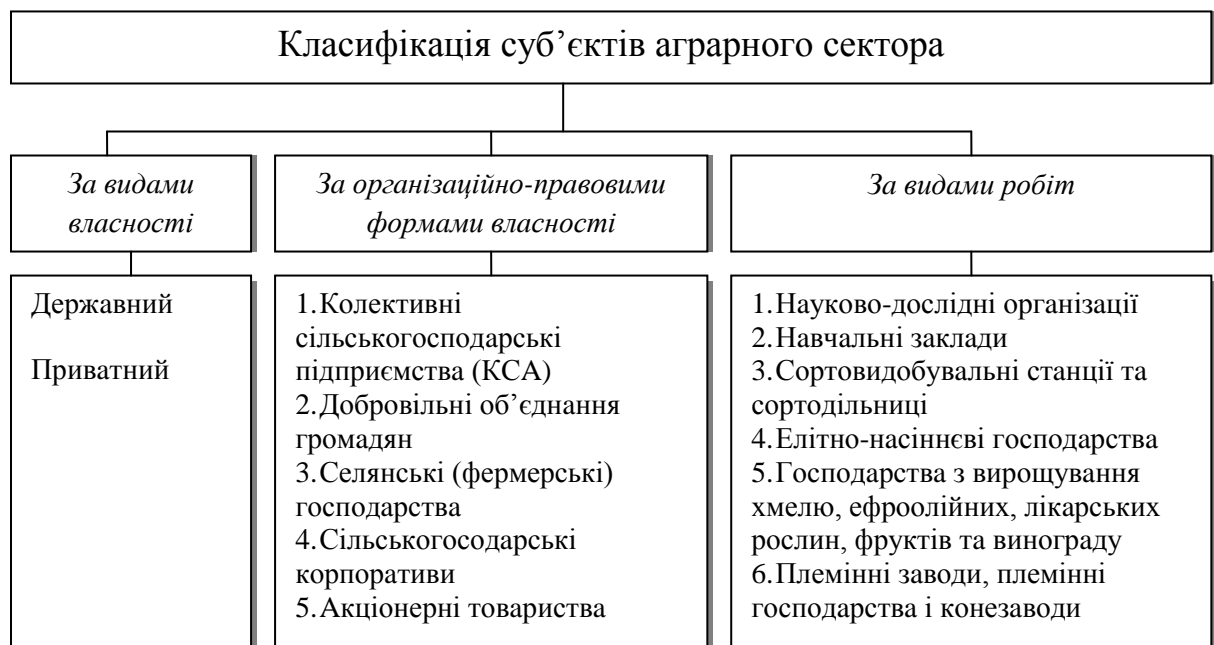 Класифікація суб’єктів аграрного сектора
За видами
власності
За організаційно-правовими
формами власності
За видами робіт
Державний
Приватний
1.Колективні
сільськогосподарські
підприємства (КСА)
2.Добровільні об’єднання
громадян
3.Селянські (фермерські)
господарства
4.Сільськогосодарські
корпоративи
5.Акціонерні товариства
1.Науково-дослідні організації
2.Навчальні заклади
3.Сортовидобувальні станції та
сортодільниці
4.Елітно-насіннєві господарства
5.Господарства з вирощування
хмелю, ефроолійних, лікарських
рослин, фруктів та винограду
6.Племінні заводи, племінні
господарства і конезаводи